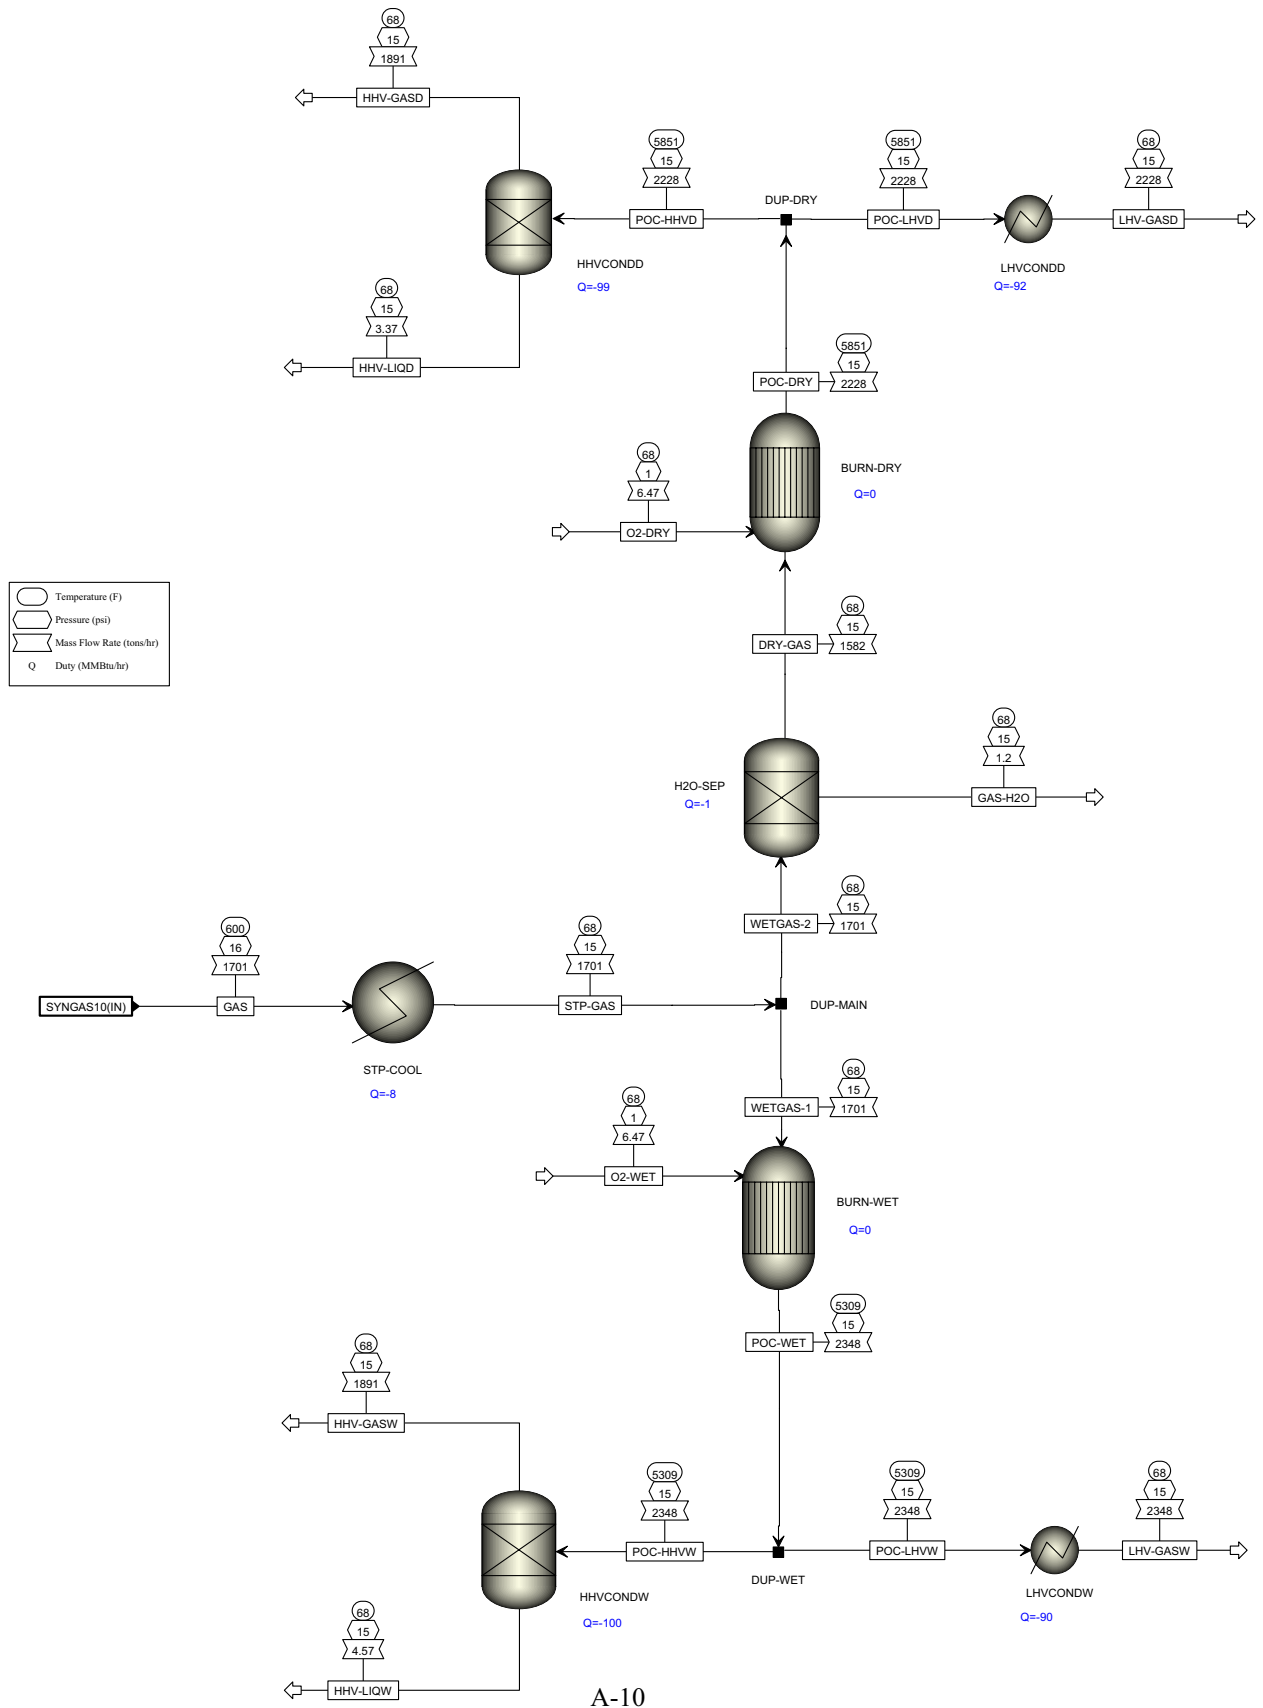 68
15
1891
HHV-GASD
5851
15
2228
POC-HHVD
DUP-DRY
5851
15
2228
POC-LHVD
68
15
2228
LHV-GASD
HHVCONDD
Q=-99
LHVCONDD
Q=-92
68
15
3.37
HHV-LIQD
5851
15
2228
POC-DRY
BURN-DRY
Q=0
68
1
6.47
O2-DRY
Temperature (F)
Pressure (psi)
Mass Flow Rate (tons/hr)
Q Duty (MMBtu/hr)
68
15
1582
DRY-GAS
68
15
1.2
GAS-H2O
H2O-SEP
Q=-1
68
15
1701
WETGAS-2
SYNGAS10(IN)
600
16
1701
GAS
68
15
1701
STP-GAS
DUP-MAIN
STP-COOL
Q=-8
68
15
1701
WETGAS-1
68
1
6.47
O2-WET
BURN-WET
Q=0
5309
15
2348
POC-WET
68
15
1891
HHV-GASW
5309
15
2348
POC-HHVW
DUP-WET
5309
15
2348
POC-LHVW
68
15
2348
LHV-GASW
HHVCONDW
Q=-100
LHVCONDW
Q=-90
68
15
4.57
HHV-LIQW
A-10